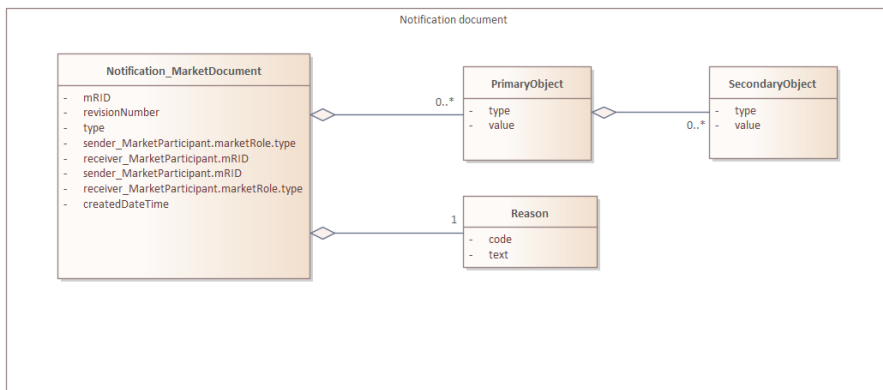 Notification document
Notification_MarketDocument
- mRID
- revisionNumber
- type
- sender_MarketParticipant.marketRole.type
- receiver_MarketParticipant.mRID
- sender_MarketParticipant.mRID
- receiver_MarketParticipant.marketRole.type
- createdDateTime
0..*
PrimaryObject
- type
- value
0..*
SecondaryObject
- type
- value
1
Reason
- code
- text